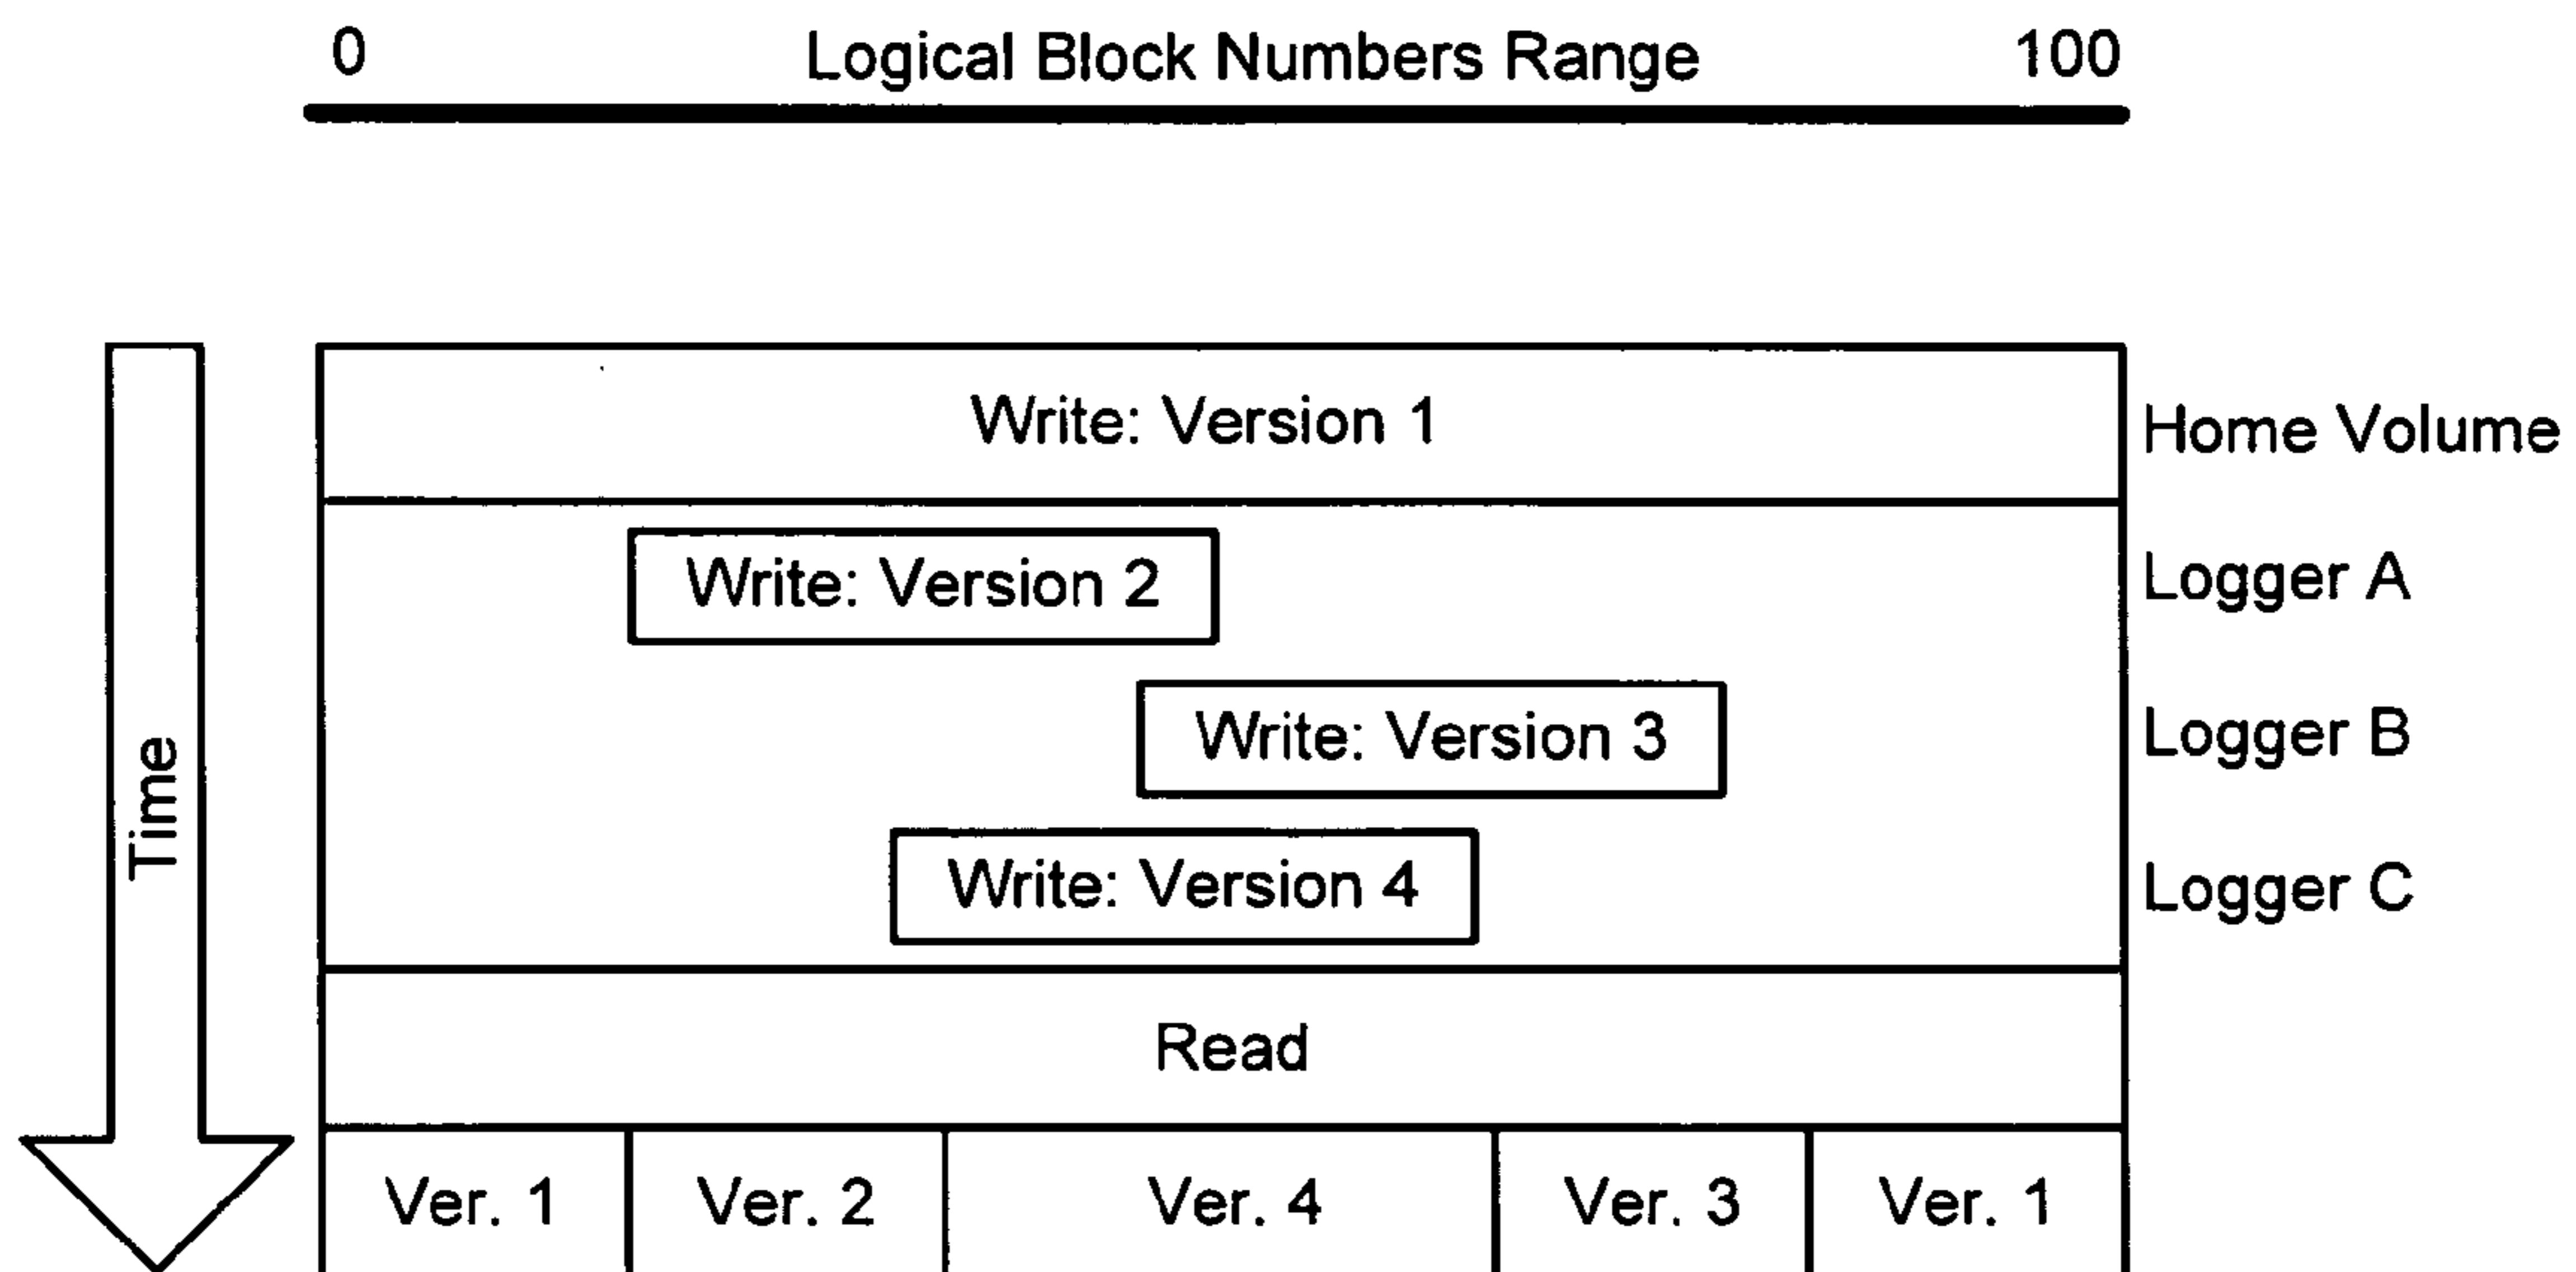 0 Logical Block Numbers Range 100
Write: Version 1 Home Volume
Write: Version 2 Logger A
Write: Version 3 Logger B
Write: Version 4 Logger C
Time
Read
Ver. 1 Ver. 2 Ver. 4 Ver. 3 Ver. 1